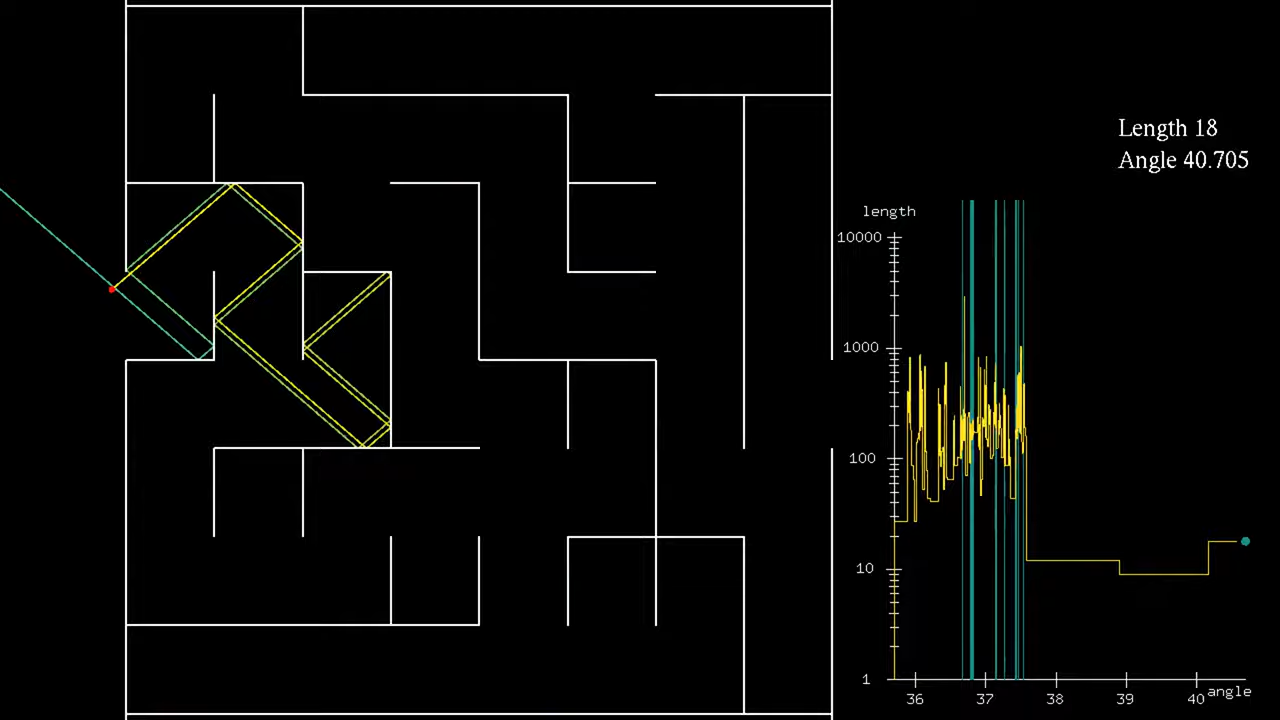 Length 18
Angle 40.705
length
10000
1000
100
10
1
36 37 38 39 40 angle